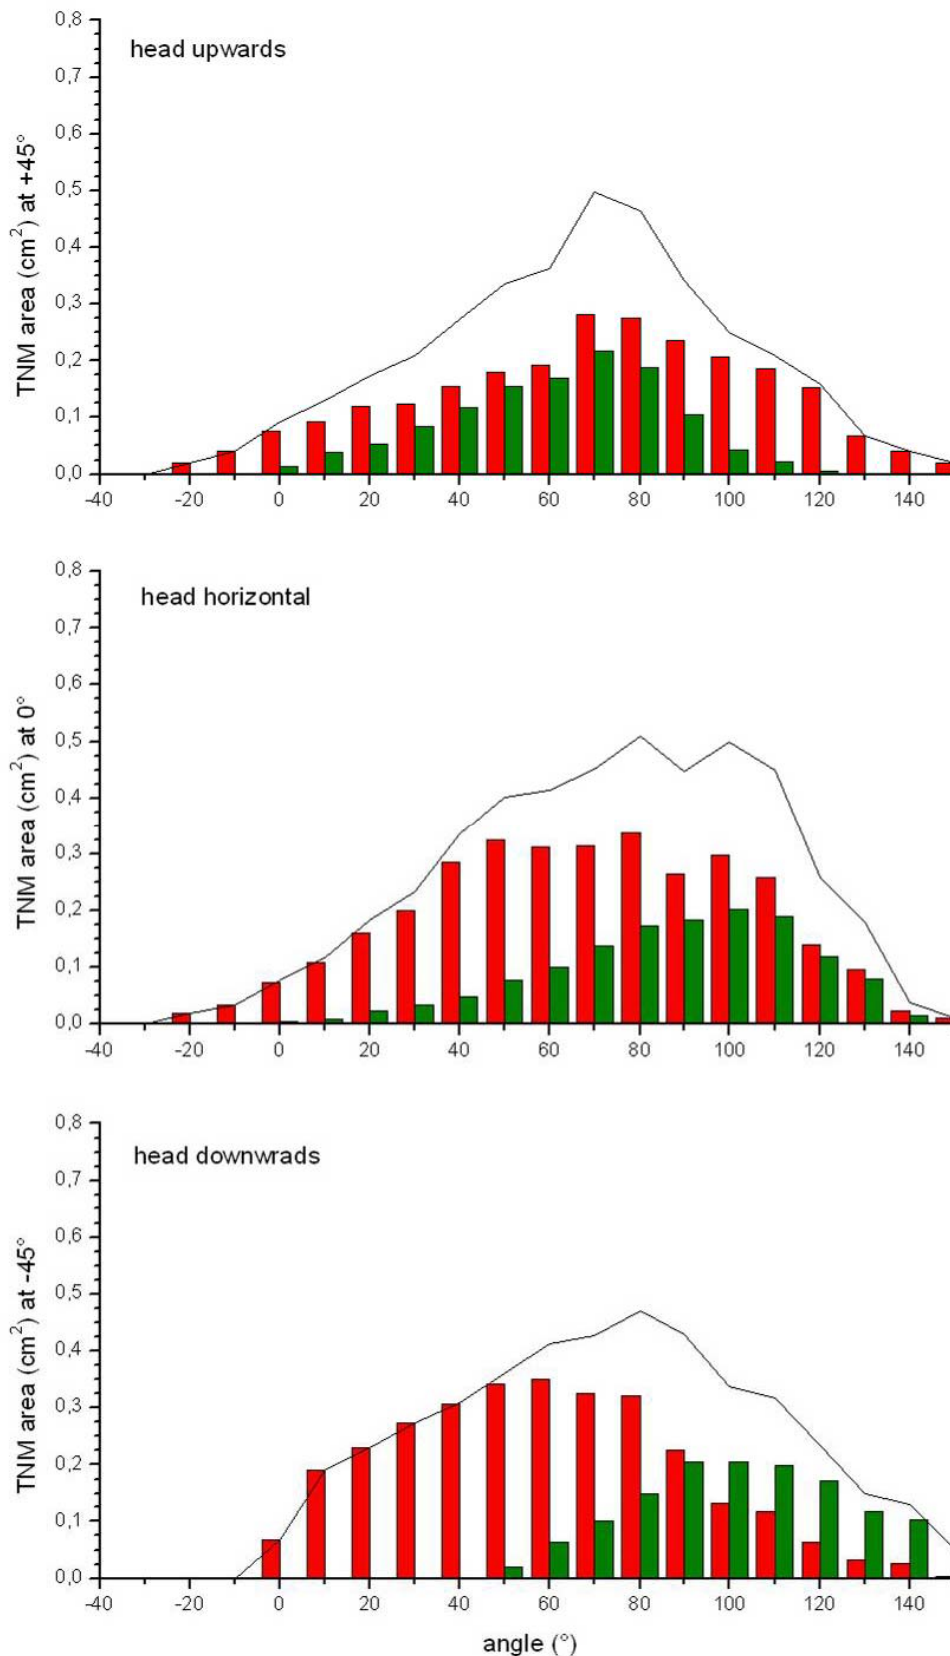 0,8
head upwards
0,7
0,6
0,5
0,4
0,3
0,2
0,1
0,0
TNM area (cm²) at +45°
-40 -20 0 20 40 60 80 100 120 140
0,8
head horizontal
0,7
0,6
0,5
0,4
0,3
0,2
0,1
0,0
TNM area (cm²) at 0°
-40 -20 0 20 40 60 80 100 120 140
0,8
head downwrads
0,7
0,6
0,5
0,4
0,3
0,2
0,1
0,0
TNM area (cm²) at -45°
-40 -20 0 20 40 60 80 100 120 140
angle (°)